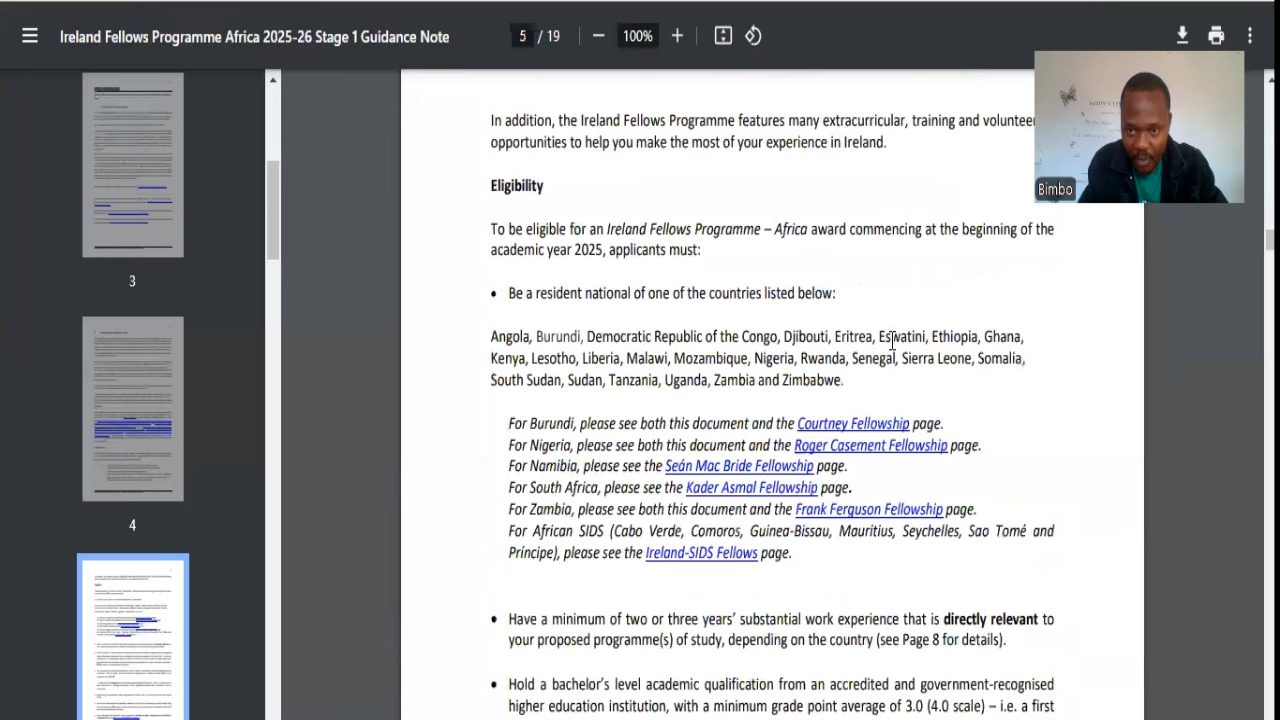 Ireland Fellows Programme Africa 2025-26 Stage 1 Guidance Note
5 / 19
100%
In addition, the Ireland Fellows Programme features many extracurricular, training and volunteer
opportunities to help you make the most of your experience in Ireland.
Bimbo
Eligibility
To be eligible for an Ireland Fellows Programme – Africa award commencing at the beginning of the
academic year 2025, applicants must:
• Be a resident national of one of the countries listed below:
Angola, Burundi, Democratic Republic of the Congo, Djibouti, Eritrea, Eswatini, Ethiopia, Ghana,
Kenya, Lesotho, Liberia, Malawi, Mozambique, Nigeria, Rwanda, Senegal, Sierra Leone, Somalia,
South Sudan, Sudan, Tanzania, Uganda, Zambia and Zimbabwe.
For Burundi, please see both this document and the Courtney Fellowship page.
For Nigeria, please see both this document and the Roger Casement Fellowship page.
For Namibia, please see the Seán Mac Bride Fellowship page.
For South Africa, please see the Kader Asmal Fellowship page.
For Zambia, please see both this document and the Frank Ferguson Fellowship page.
For African SIDS (Cabo Verde, Comoros, Guinea-Bissau, Mauritius, Seychelles, Sao Tomé and
Príncipe), please see the Ireland-SIDS Fellows page.
• Have a minimum of two or three years substantial work experience that is directly relevant to
your proposed programme(s) of study, depending on strand (see Page 8 for details).
• Hold a bachelor level academic qualification from an accredited and government-recognised
higher education institution, with a minimum grade point average of 3.0 (4.0 scale) – i.e. a first
3
4